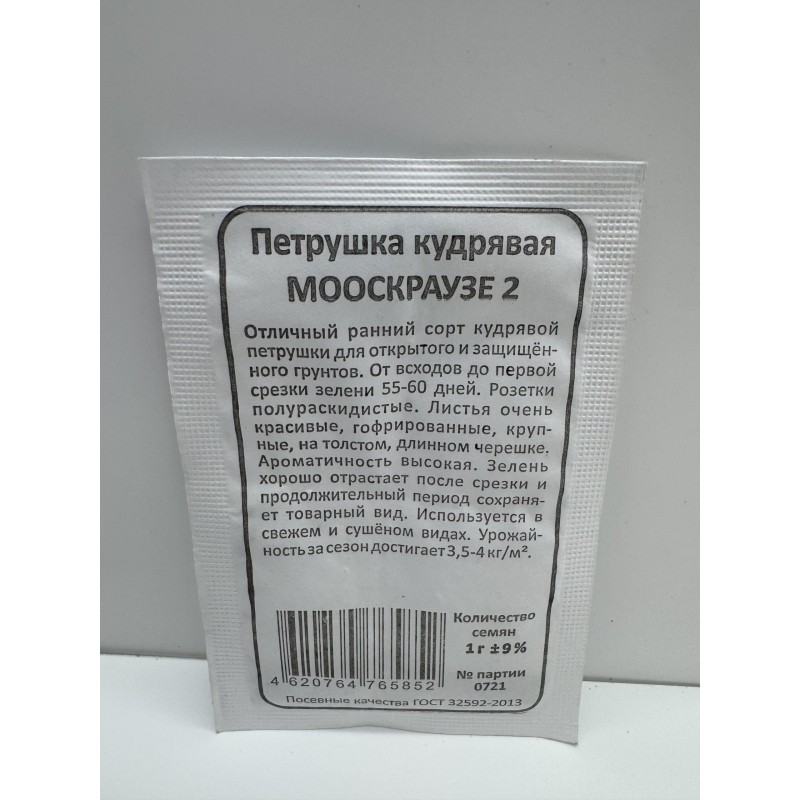 Петрушка кудрявая
МООСКРАУЗЕ 2
Отличный ранний сорт кудрявой
петрушки для открытого и защищён-
ного грунтов. От всходов до первой
срезки зелени 55-60 дней. Розетки
полураскидистые. Листья очень
красивые, гофрированные, круп-
ные, на толстом, длинном черешке.
Ароматичность высокая. Зелень
хорошо отрастает после срезки и
продолжительный период сохраня-
ет товарный вид. Используется в
свежем и сушёном видах. Урожай-
ность за сезон достигает 3,5-4 кг/м².
Количество
семян
1 г ±9%
№ партии
0721
4 620764 765852
Посевные качества ГОСТ 32592-2013